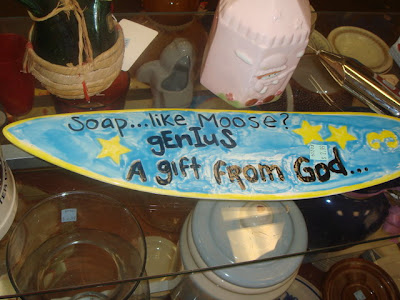 Soap...like Moose?
gENIuS
A gift from God...